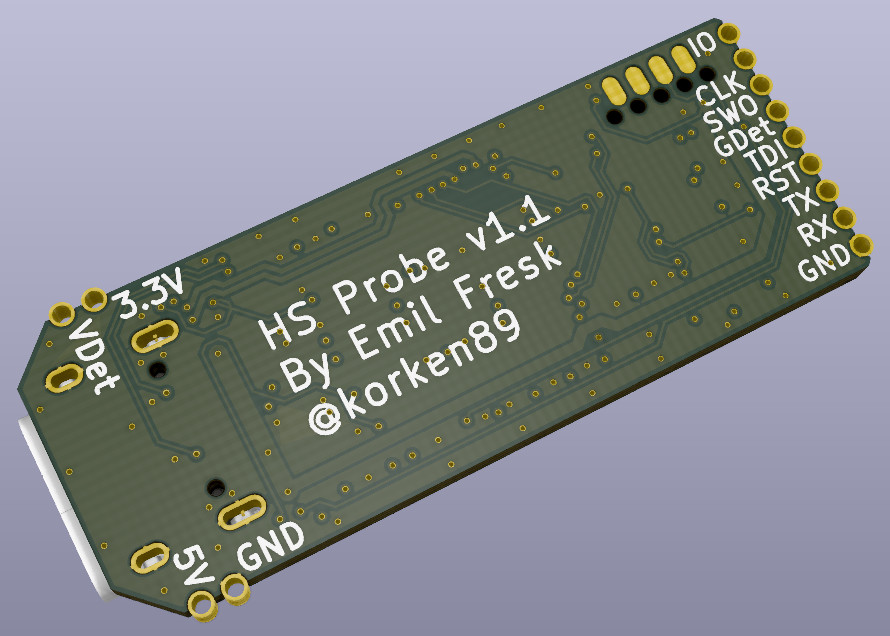 IO
CLK
SWO
GDet
TDI
RST
TX
RX
GND
3.3V
VDet
HS Probe v1.1
By Emil Fresk
@korken89
5V
GND